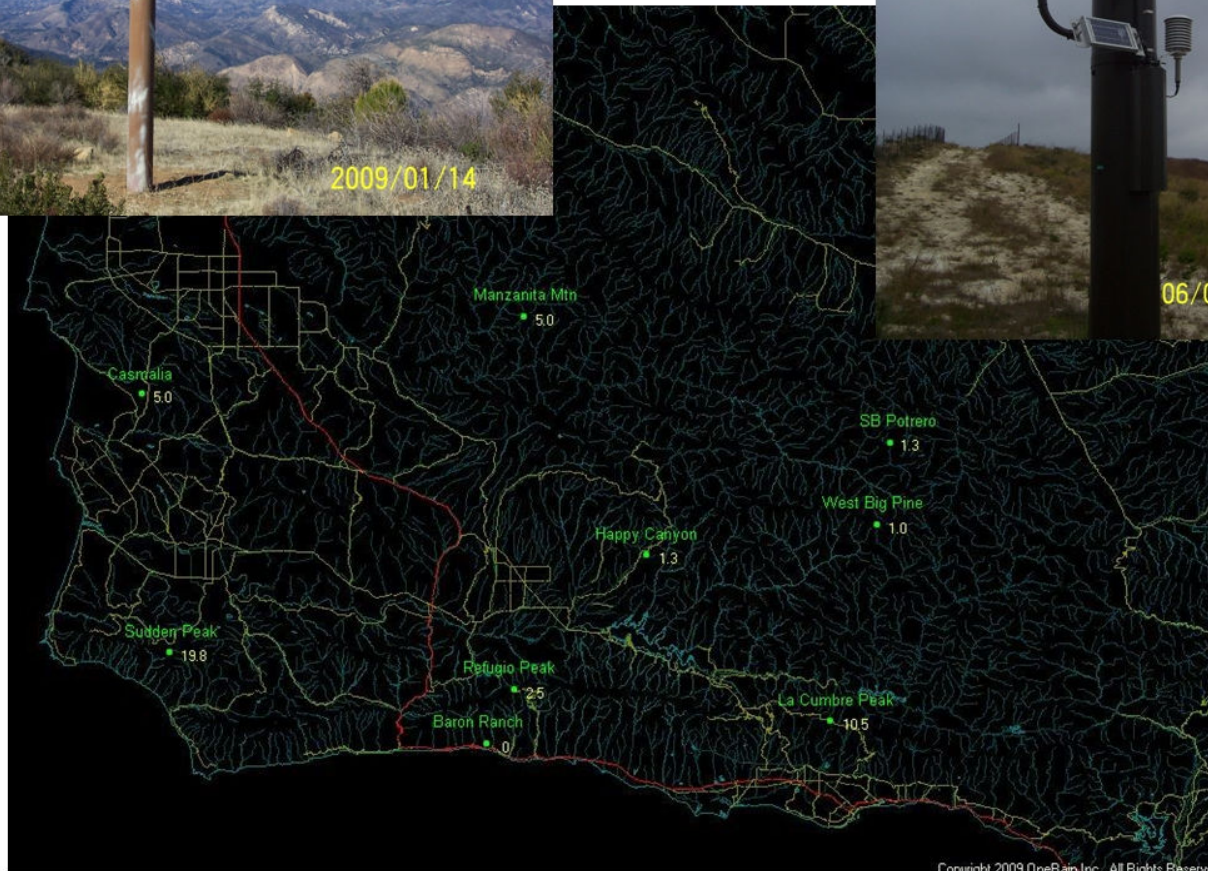 2009/01/14
06/0
Manzanita Mtn
5.0
Casmalia
5.0
SB Potrero
1.3
West Big Pine
1.0
Happy Canyon
1.3
Sudden Peak
19.8
Refugio Peak
2.5
La Cumbre Peak
10.5
Baron Ranch
0
Copyright 2009 OneRain Inc. All Rights Reserv